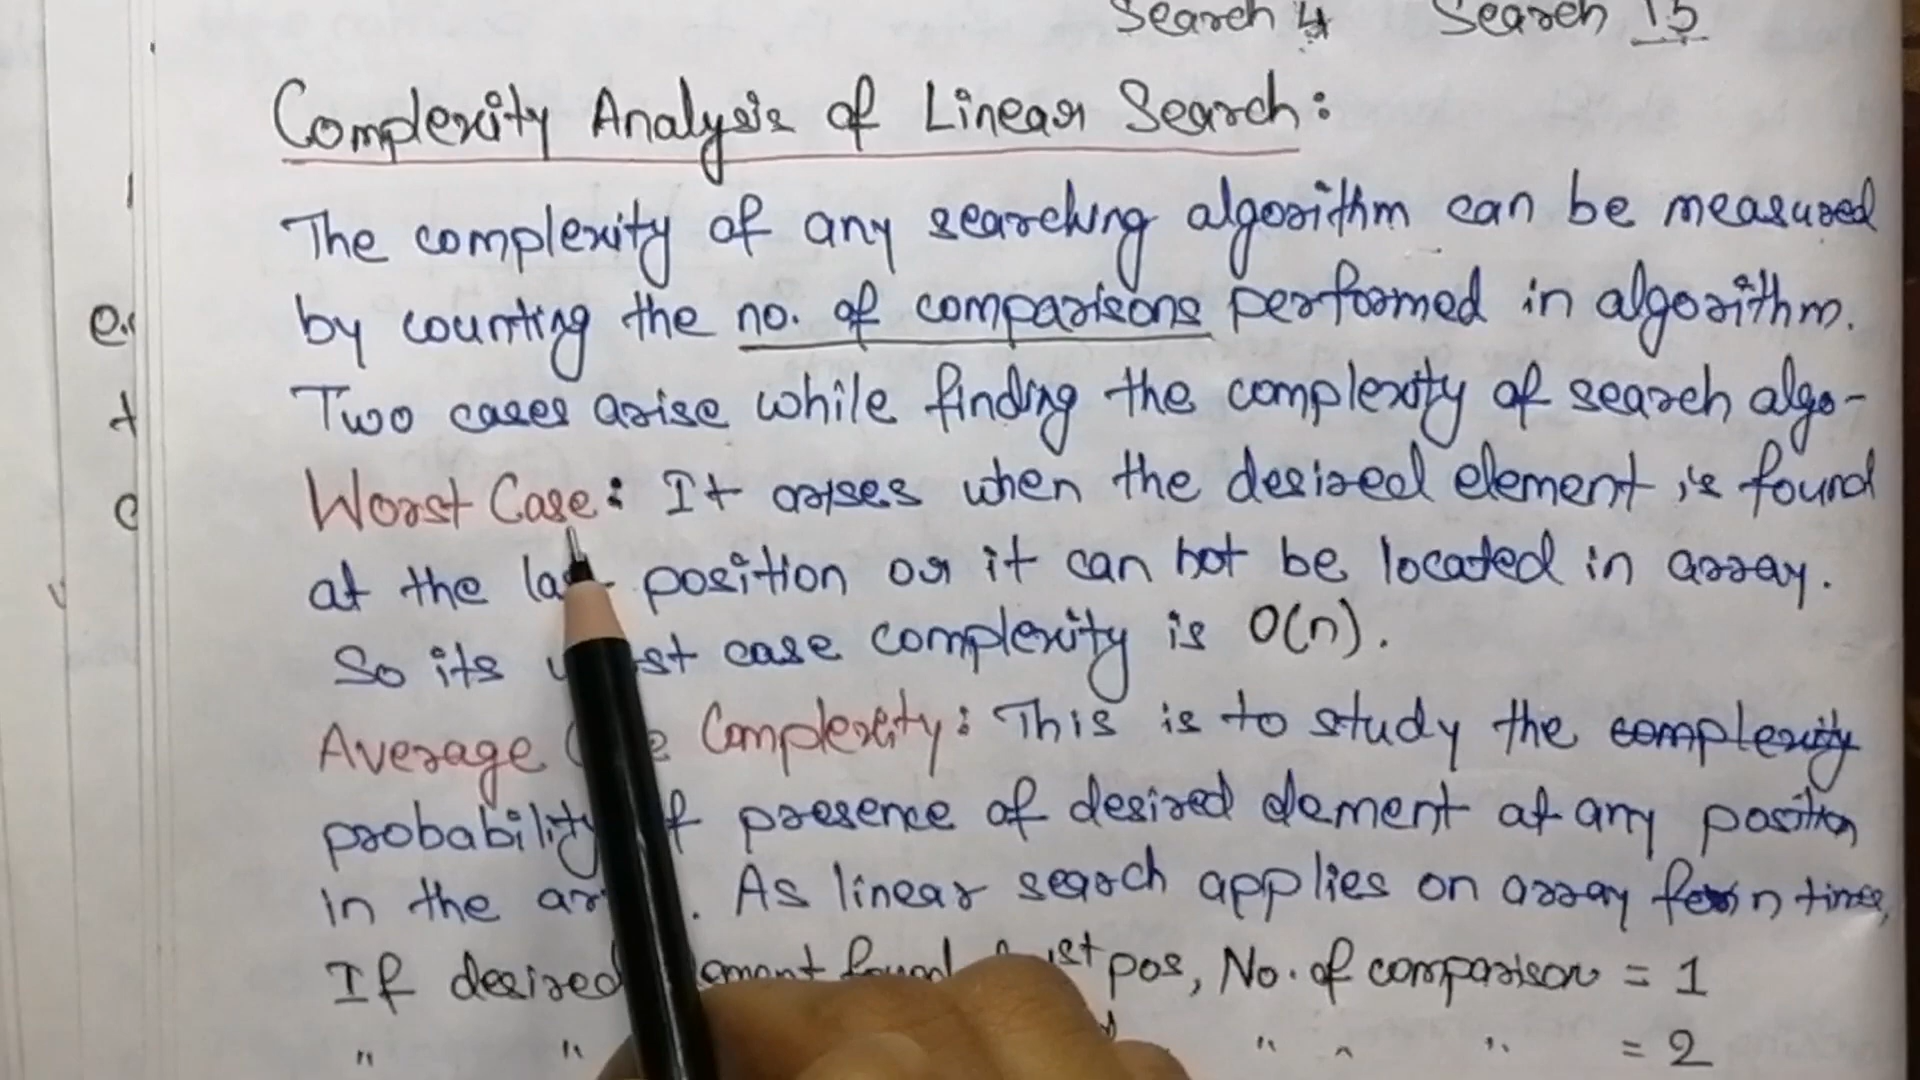 Search 4 Search 15
Complexity Analysis of Linear Search:
The complexity of any searching algorithm can be measured
by counting the no. of comparisons performed in algorithm.
Two cases arise while finding the complexity of search algo-
Worst Case: It arises when the desired element is found
at the position or it can not be located in array.
So its case complexity is O(n).
Average Complexity: This is to study the complexity
probability presence of desired element at any position
in the . As linear search applies on array for n times,
If desired found 1st pos, No. of comparison = 1
" " " " " = 2